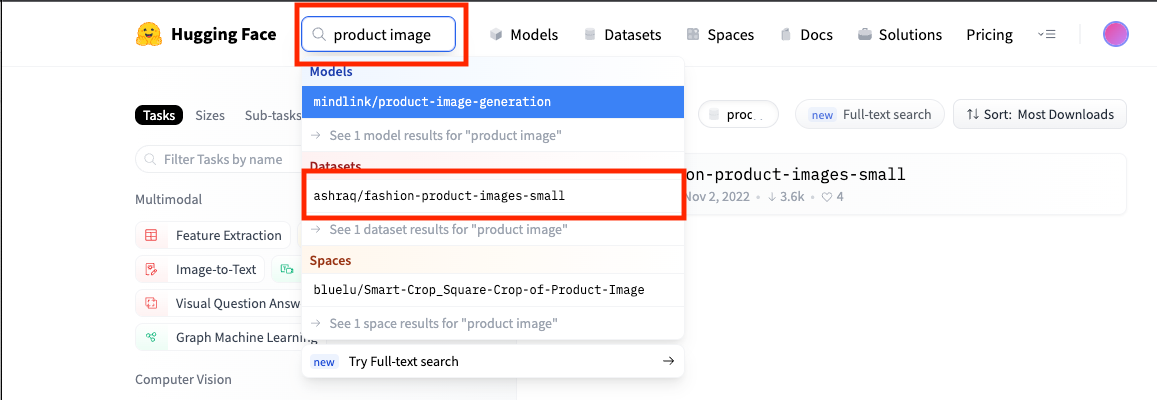 Hugging Face
product image
Models
Datasets
Spaces
Docs
Solutions
Pricing
Models
mindlink/product-image-generation
See 1 model results for "product image"
Datasets
ashraq/fashion-product-images-small
See 1 dataset results for "product image"
Spaces
bluelu/Smart-Crop_Square-Crop-of-Product-Image
See 1 space results for "product image"
new Try Full-text search
Tasks
Sizes
Sub-tasks
Filter Tasks by name
Multimodal
Feature Extraction
Image-to-Text
Visual Question Answ
Graph Machine Learning
Computer Vision
proc
new Full-text search
Sort: Most Downloads
on-product-images-small
Nov 2, 2022 • 3.6k • 4